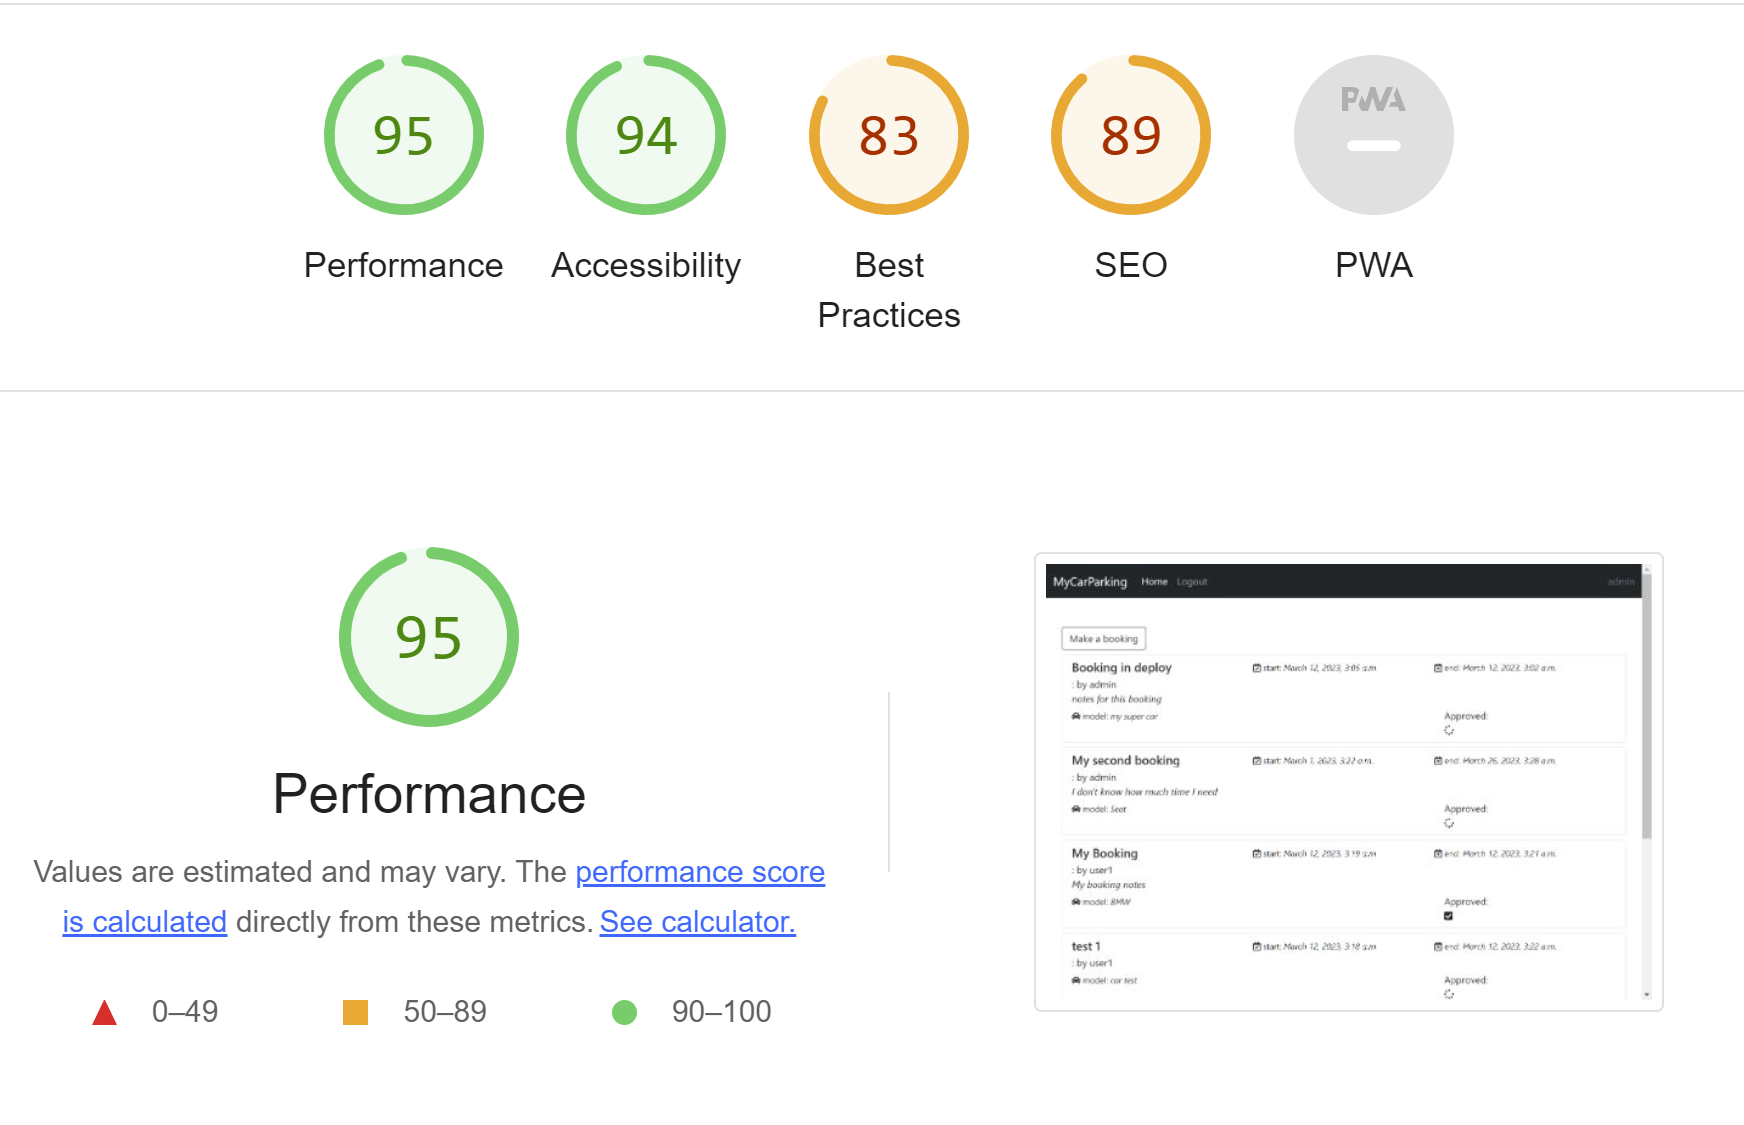 95
94
83
89
PWA
Performance
Accessibility
Best
Practices
SEO
PWA
95
Performance
Values are estimated and may vary. The performance score
is calculated directly from these metrics. See calculator.
0–49
50–89
90–100
MyCarParking Home Logout admin
Make a booking
Booking in deploy
start: March 12, 2023, 3:05 a.m.
end: March 12, 2023, 3:02 a.m.
: by admin
notes for this booking
model: my super car
Approved:
My second booking
start: March 1, 2023, 3:22 a.m.
end: March 26, 2023, 3:28 a.m.
: by admin
I don't know how much time I need
model: Seat
Approved:
My Booking
start: March 12, 2023, 3:19 a.m.
end: March 12, 2023, 3:21 a.m.
: by user1
My booking notes
model: BMW
Approved:
test 1
start: March 12, 2023, 3:18 a.m.
end: March 12, 2023, 3:22 a.m.
: by user1
model: car test
Approved: